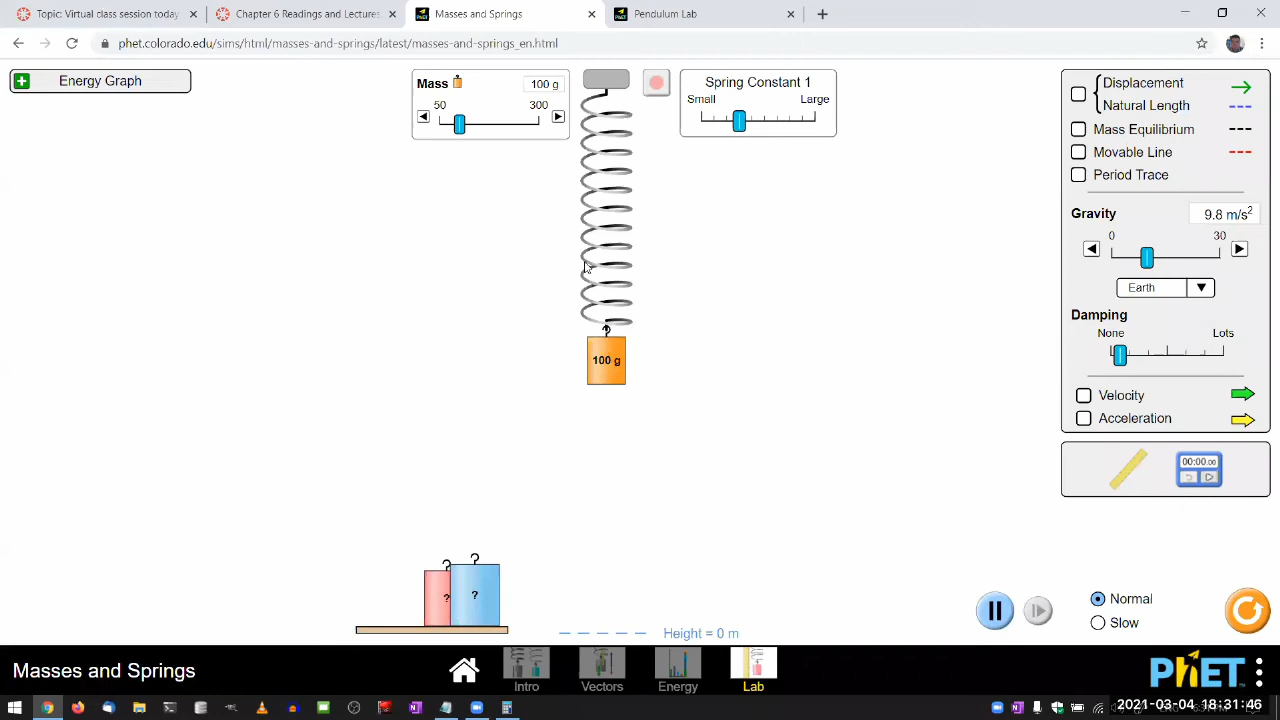 Topic: Virtual class session today
Chapter 3 Readings and Lectures
Masses and Springs
Pendulum Lab
phet.colorado.edu/sims/html/masses-and-springs/latest/masses-and-springs_en.html
Energy Graph
Mass
100 g
50
300
Spring Constant 1
Small
Large
100 g
?
?
Height = 0 m
Displacement
Natural Length
Mass Equilibrium
Movable Line
Period Trace
Gravity
9.8 m/s²
0
30
Earth
Damping
None
Lots
Velocity
Acceleration
00:00.00
Normal
Slow
Masses and Springs
Intro
Vectors
Energy
Lab
PhET
2021-03-04 18:31:46